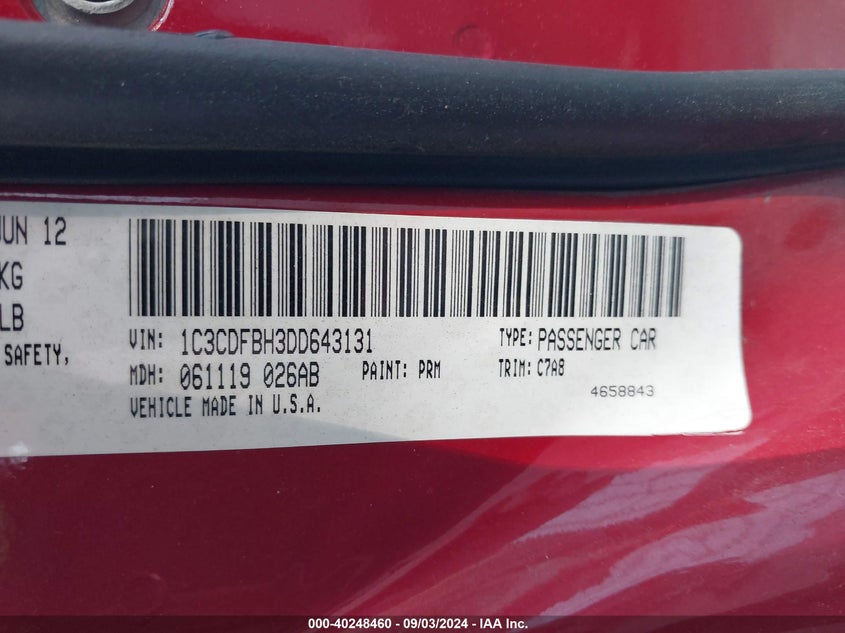 JUN 12
KG
LB
SAFETY,
VIN: 1C3CDFBH3DD643131 TYPE: PASSENGER CAR
MDH: 061119 026AB PAINT: PRM TRIM: C7A8
VEHICLE MADE IN U.S.A. 4658843
000-40248460 - 09/03/2024 - IAA Inc.